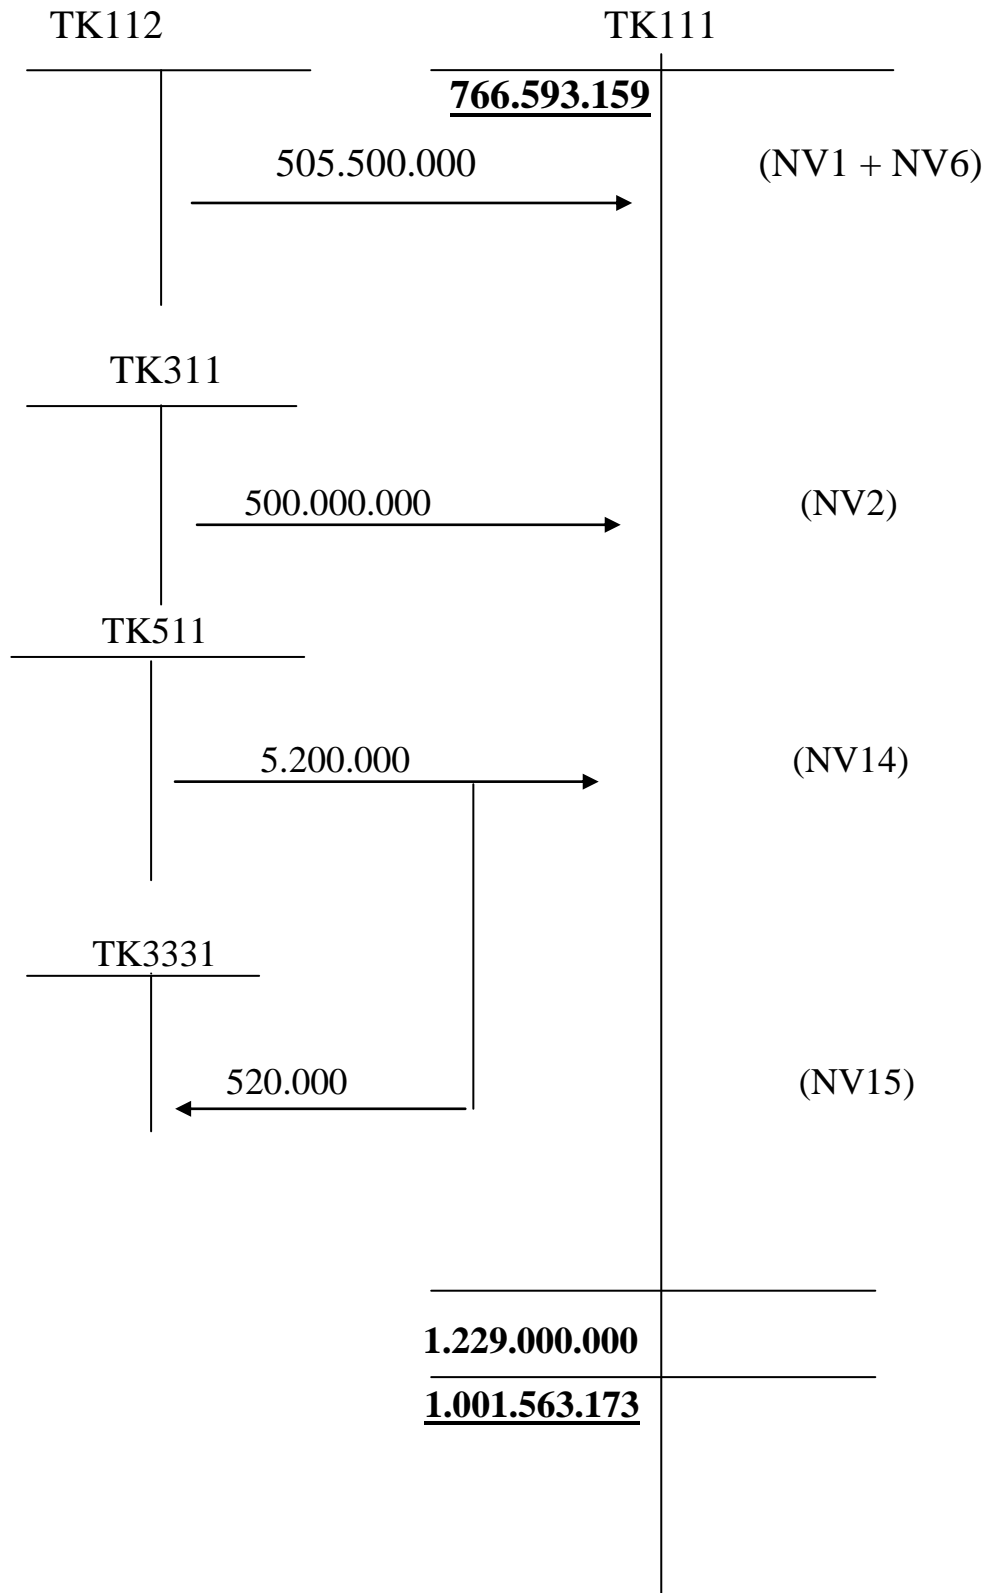 TK112 TK111
766.593.159
505.500.000 (NV1 + NV6)
TK311
500.000.000 (NV2)
TK511
5.200.000 (NV14)
TK3331
520.000 (NV15)
1.229.000.000
1.001.563.173